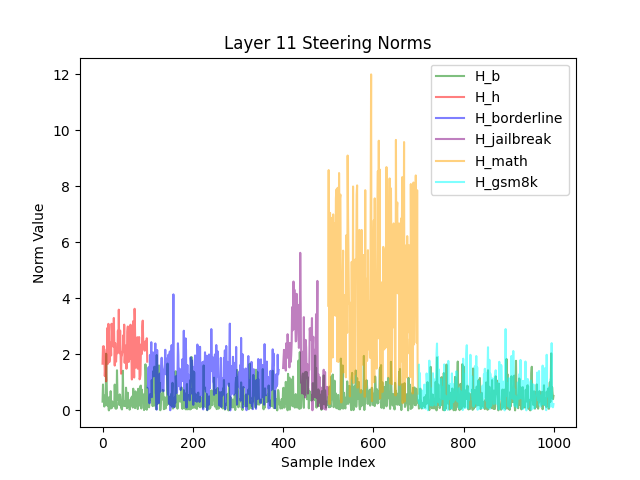 Layer 11 Steering Norms
Norm Value
12
10
8
6
4
2
0
H_b
H_h
H_borderline
H_jailbreak
H_math
H_gsm8k
0 200 400 600 800 1000
Sample Index